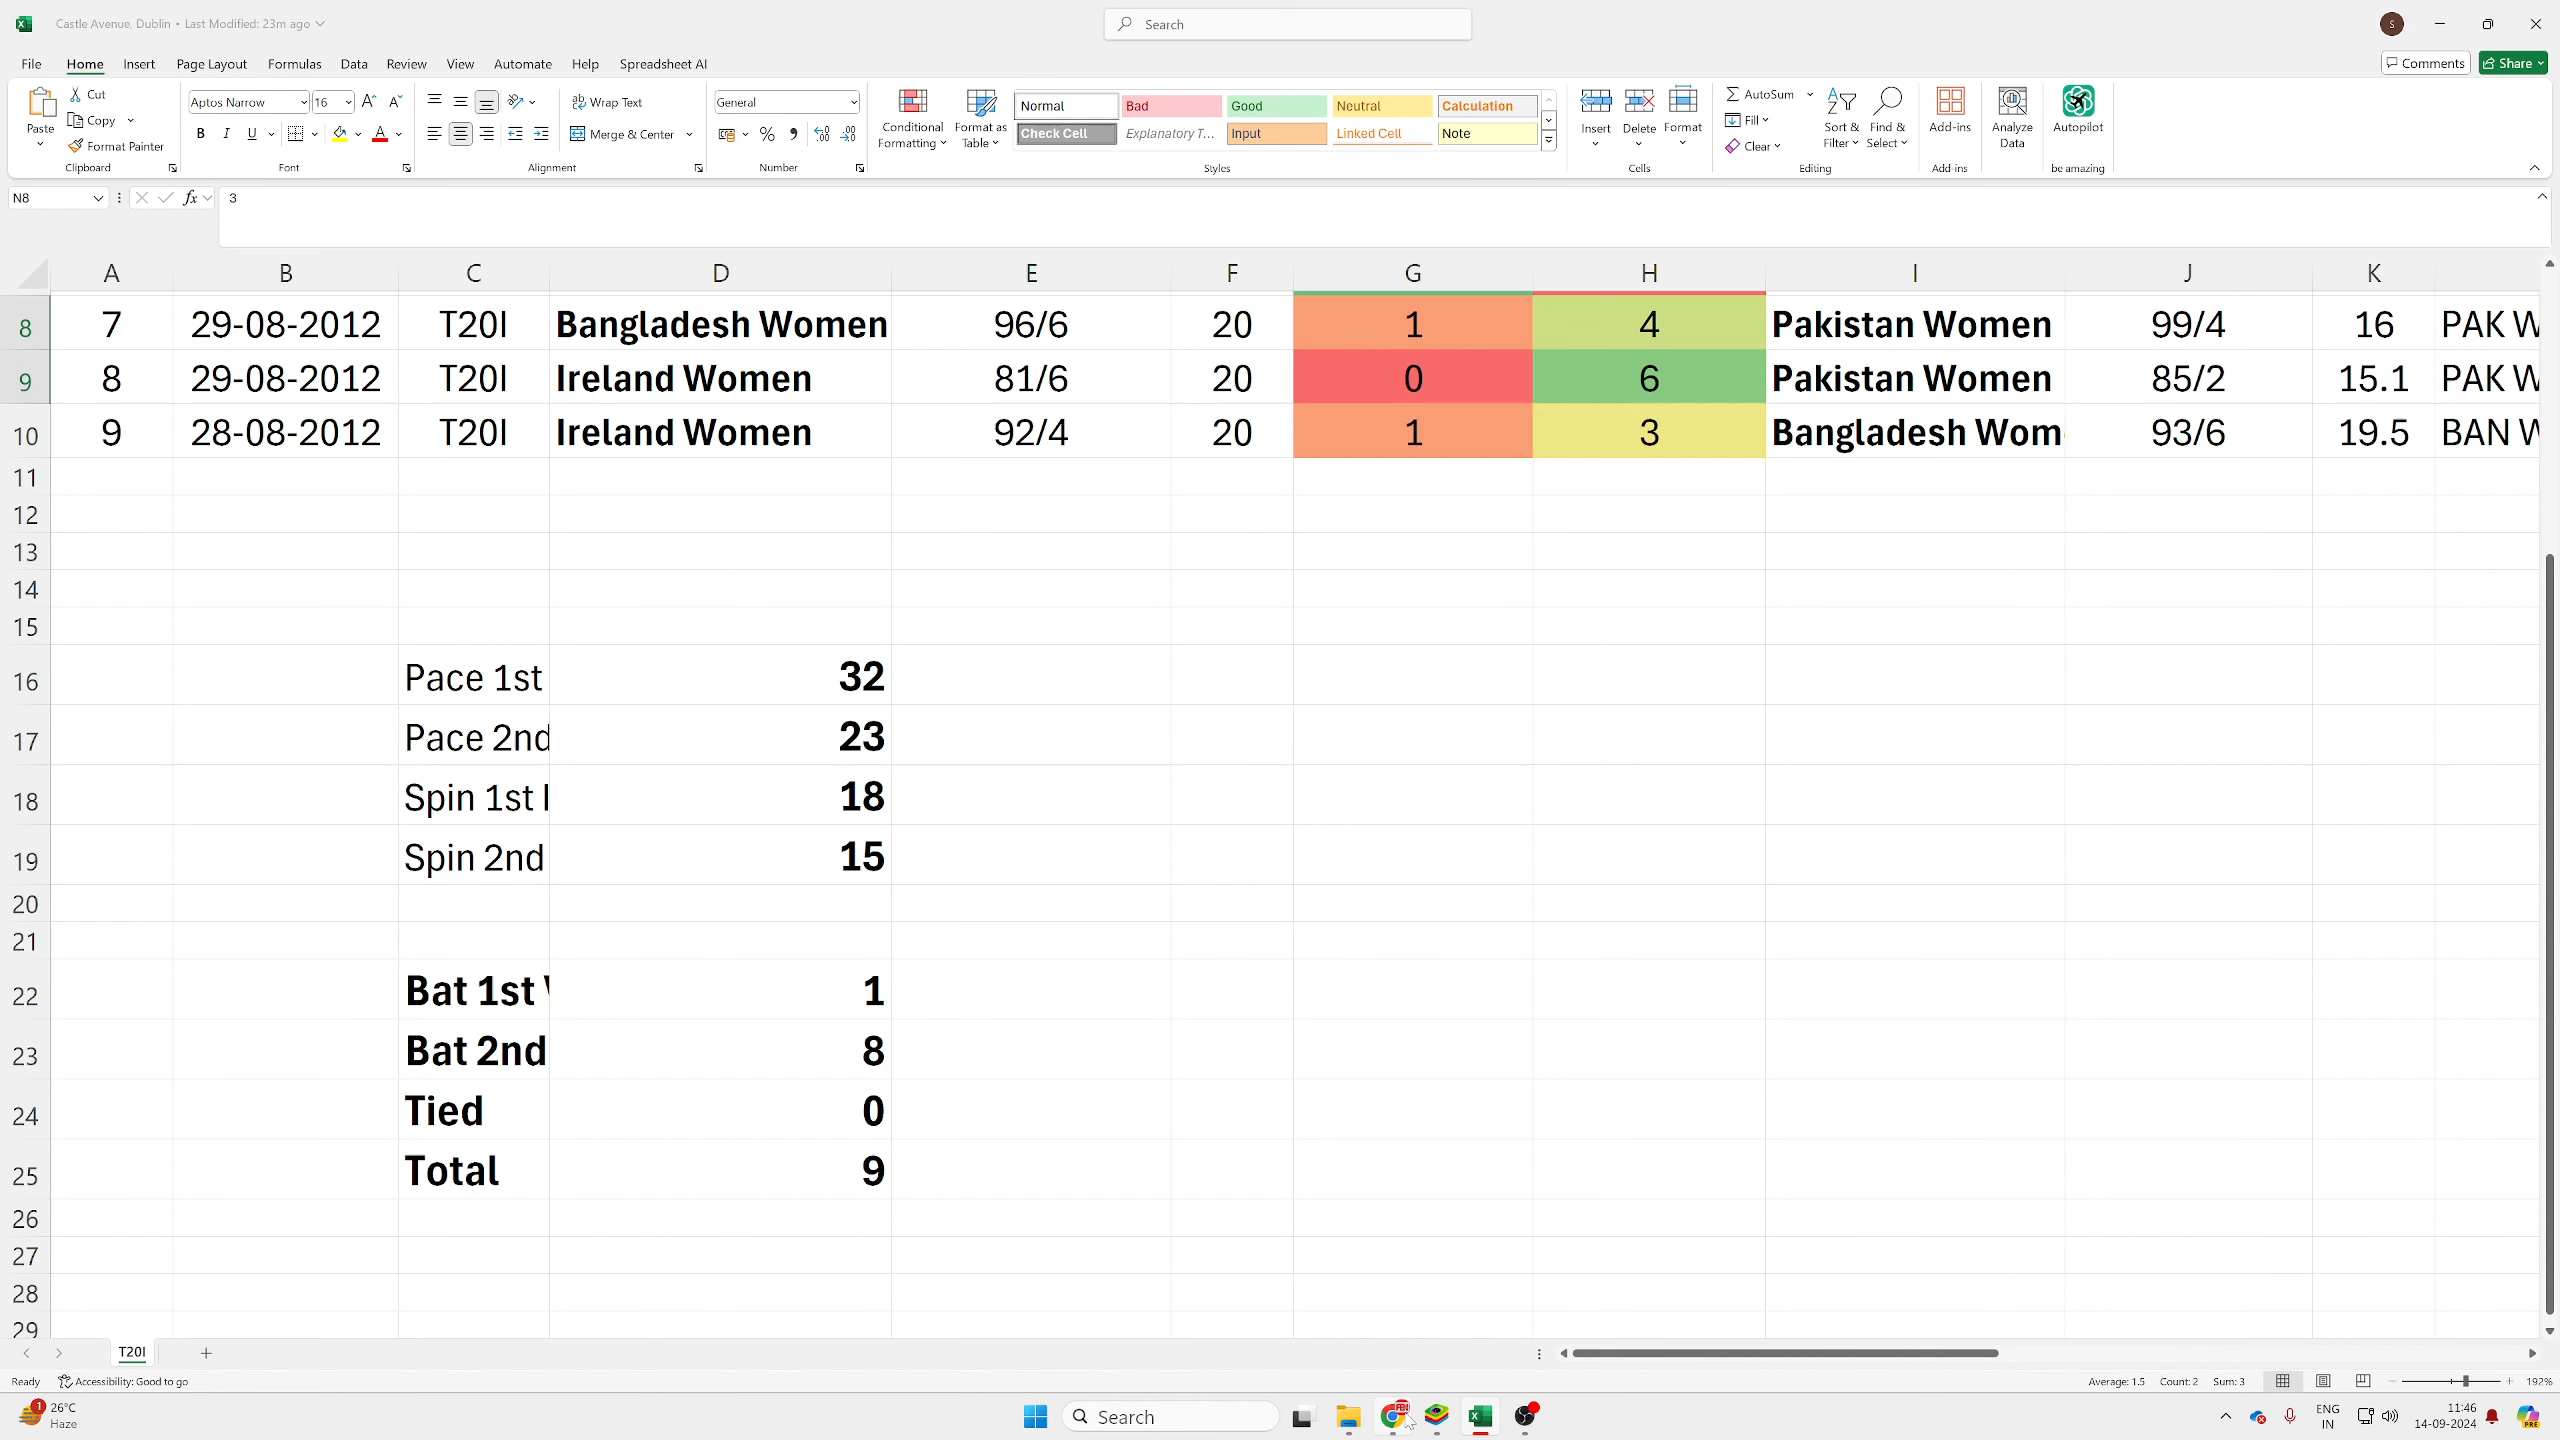 Castle Avenue, Dublin • Last Modified: 23m ago
Search
S
File Home Insert Page Layout Formulas Data Review View Automate Help Spreadsheet AI
Comments Share
Paste Cut Copy Format Painter
Clipboard
Aptos Narrow 16
B I U
Font
Wrap Text
Merge & Center
Alignment
General
Number
Conditional Formatting
Format as Table
Normal Bad Good Neutral Calculation
Check Cell Explanatory T... Input Linked Cell Note
Styles
Insert Delete Format
Cells
AutoSum
Fill
Clear
Sort & Filter
Find & Select
Editing
Add-ins
Add-ins
Analyze Data
Autopilot
be amazing
N8 fx 3
A B C D E F G H I J K
8 7 29-08-2012 T20I Bangladesh Women 96/6 20 1 4 Pakistan Women 99/4 16 PAK W
9 8 29-08-2012 T20I Ireland Women 81/6 20 0 6 Pakistan Women 85/2 15.1 PAK W
10 9 28-08-2012 T20I Ireland Women 92/4 20 1 3 Bangladesh Wom 93/6 19.5 BAN W
11
12
13
14
15
16 Pace 1st 32
17 Pace 2nd 23
18 Spin 1st 18
19 Spin 2nd 15
20
21
22 Bat 1st 1
23 Bat 2nd 8
24 Tied 0
25 Total 9
26
27
28
29
T20I
Ready Accessibility: Good to go Average: 1.5 Count: 2 Sum: 3 192%
1 26°C
Haze
Search
ENG
IN
11:46
14-09-2024
PRE